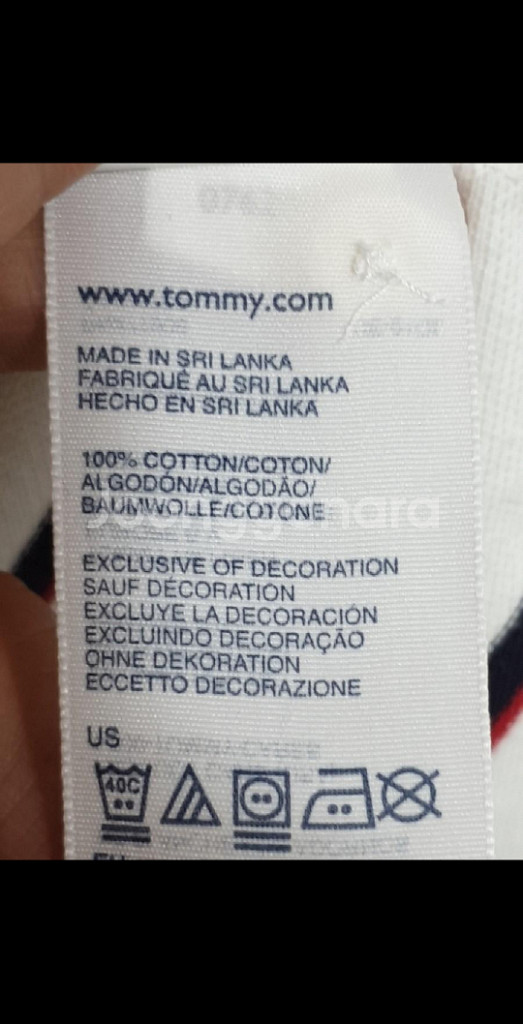 www.tommy.com
MADE IN SRI LANKA
FABRIQUÉ AU SRI LANKA
HECHO EN SRI LANKA
100% COTTON/COTON/
ALGODÓN/ALGODÃO/
BAUMWOLLE/COTONE
EXCLUSIVE OF DECORATION
SAUF DÉCORATION
EXCLUYE LA DECORACIÓN
EXCLUINDO DECORAÇÃO
OHNE DEKORATION
ECCETTO DECORAZIONE
US
40C